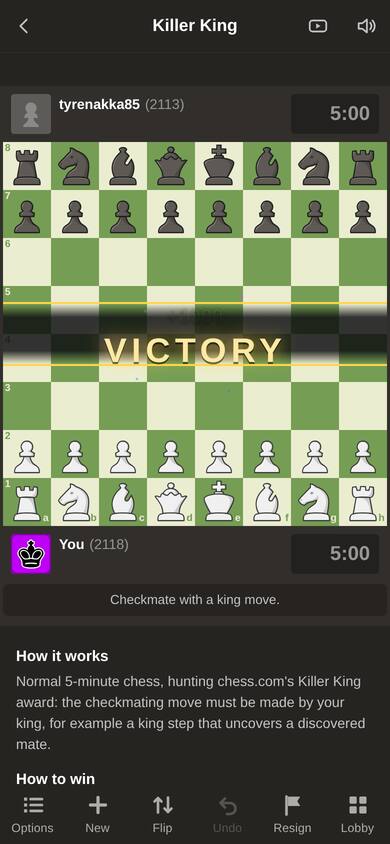 Killer King
tyrenakka85 (2113)
5:00
8
7
6
5
4
VICTORY
3
2
1
a b c d e f g h
You (2118)
5:00
Checkmate with a king move.
How it works
Normal 5-minute chess, hunting chess.com's Killer King
award: the checkmating move must be made by your
king, for example a king step that uncovers a discovered
mate.
How to win
Options New Flip Undo Resign Lobby